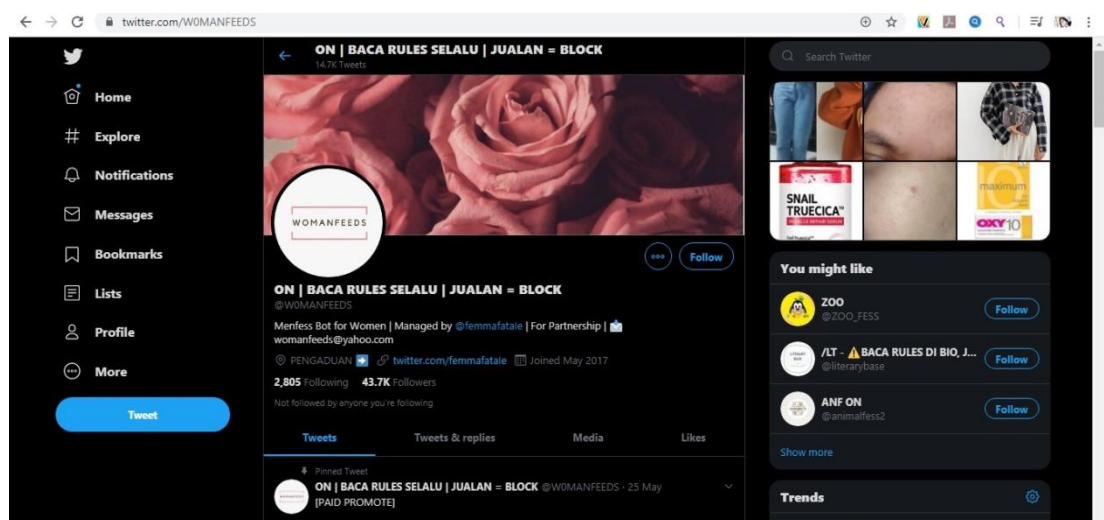 twitter.com/W0MANFEEDS
Home
Explore
Notifications
Messages
Bookmarks
Lists
Profile
More
Tweet
ON | BACA RULES SELALU | JUALAN = BLOCK
14.7K Tweets
WOMANFEEDS
Follow
ON | BACA RULES SELALU | JUALAN = BLOCK
@W0MANFEEDS
Menfess Bot for Women | Managed by @femmafatale | For Partnership | 📩
womanfeeds@yahoo.com
PENGADUAN ➡️ twitter.com/femmafatale Joined May 2017
2,805 Following 43.7K Followers
Not followed by anyone you're following
Tweets Tweets & replies Media Likes
Pinned Tweet
ON | BACA RULES SELALU | JUALAN = BLOCK @W0MANFEEDS · 25 May
[PAID PROMOTE]
Search Twitter
SNAIL
TRUECICA™
maximum
OXY 10
You might like
ZOO
@ZOO_FESS
Follow
/LT - ⚠️BACA RULES DI BIO, J...
@literarybase
Follow
ANF ON
@animalfess2
Follow
Show more
Trends